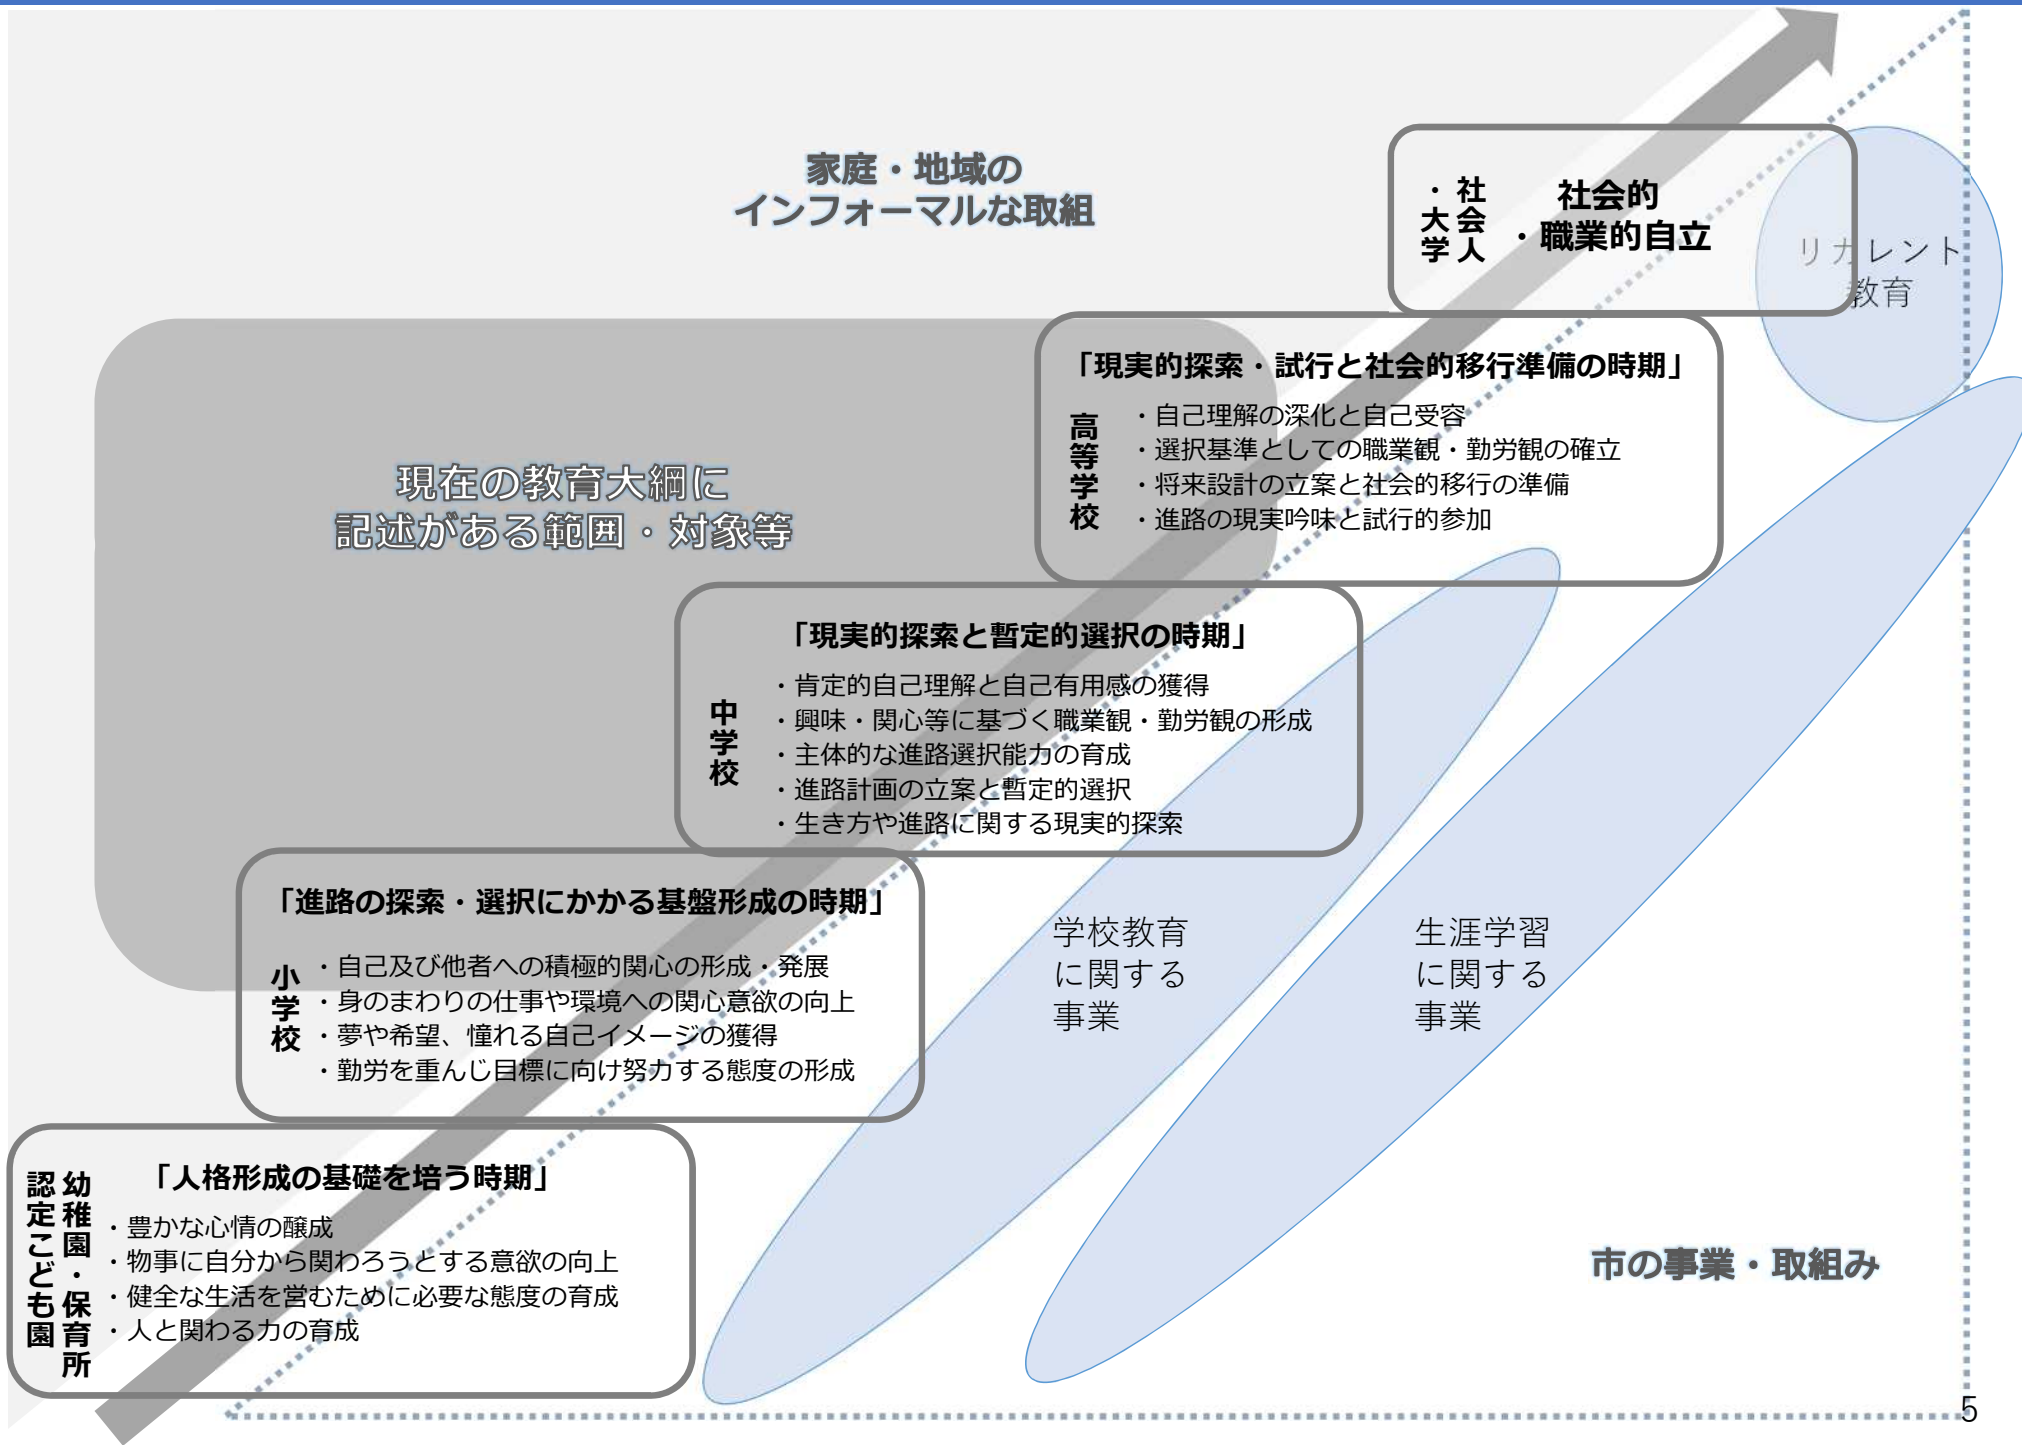 家庭・地域の
インフォーマルな取組
社会人
・大学
社会的
・職業的自立
リカレント
教育
「現実的探索・試行と社会的移行準備の時期」
高等学校
・自己理解の深化と自己受容
・選択基準としての職業観・勤労観の確立
・将来設計の立案と社会的移行の準備
・進路の現実吟味と試行的参加
現在の教育大綱に
記述がある範囲・対象等
「現実的探索と暫定的選択の時期」
中学校
・肯定的自己理解と自己有用感の獲得
・興味・関心等に基づく職業観・勤労観の形成
・主体的な進路選択能力の育成
・進路計画の立案と暫定的選択
・生き方や進路に関する現実的探索
「進路の探索・選択にかかる基盤形成の時期」
小学校
・自己及び他者への積極的関心の形成・発展
・身のまわりの仕事や環境への関心意欲の向上
・夢や希望、憧れる自己イメージの獲得
・勤労を重んじ目標に向け努力する態度の形成
学校教育
に関する
事業
生涯学習
に関する
事業
「人格形成の基礎を培う時期」
幼稚園・保育所
認定こども園
・豊かな心情の醸成
・物事に自分から関わろうとする意欲の向上
・健全な生活を営むために必要な態度の育成
・人と関わる力の育成
市の事業・取組み
5